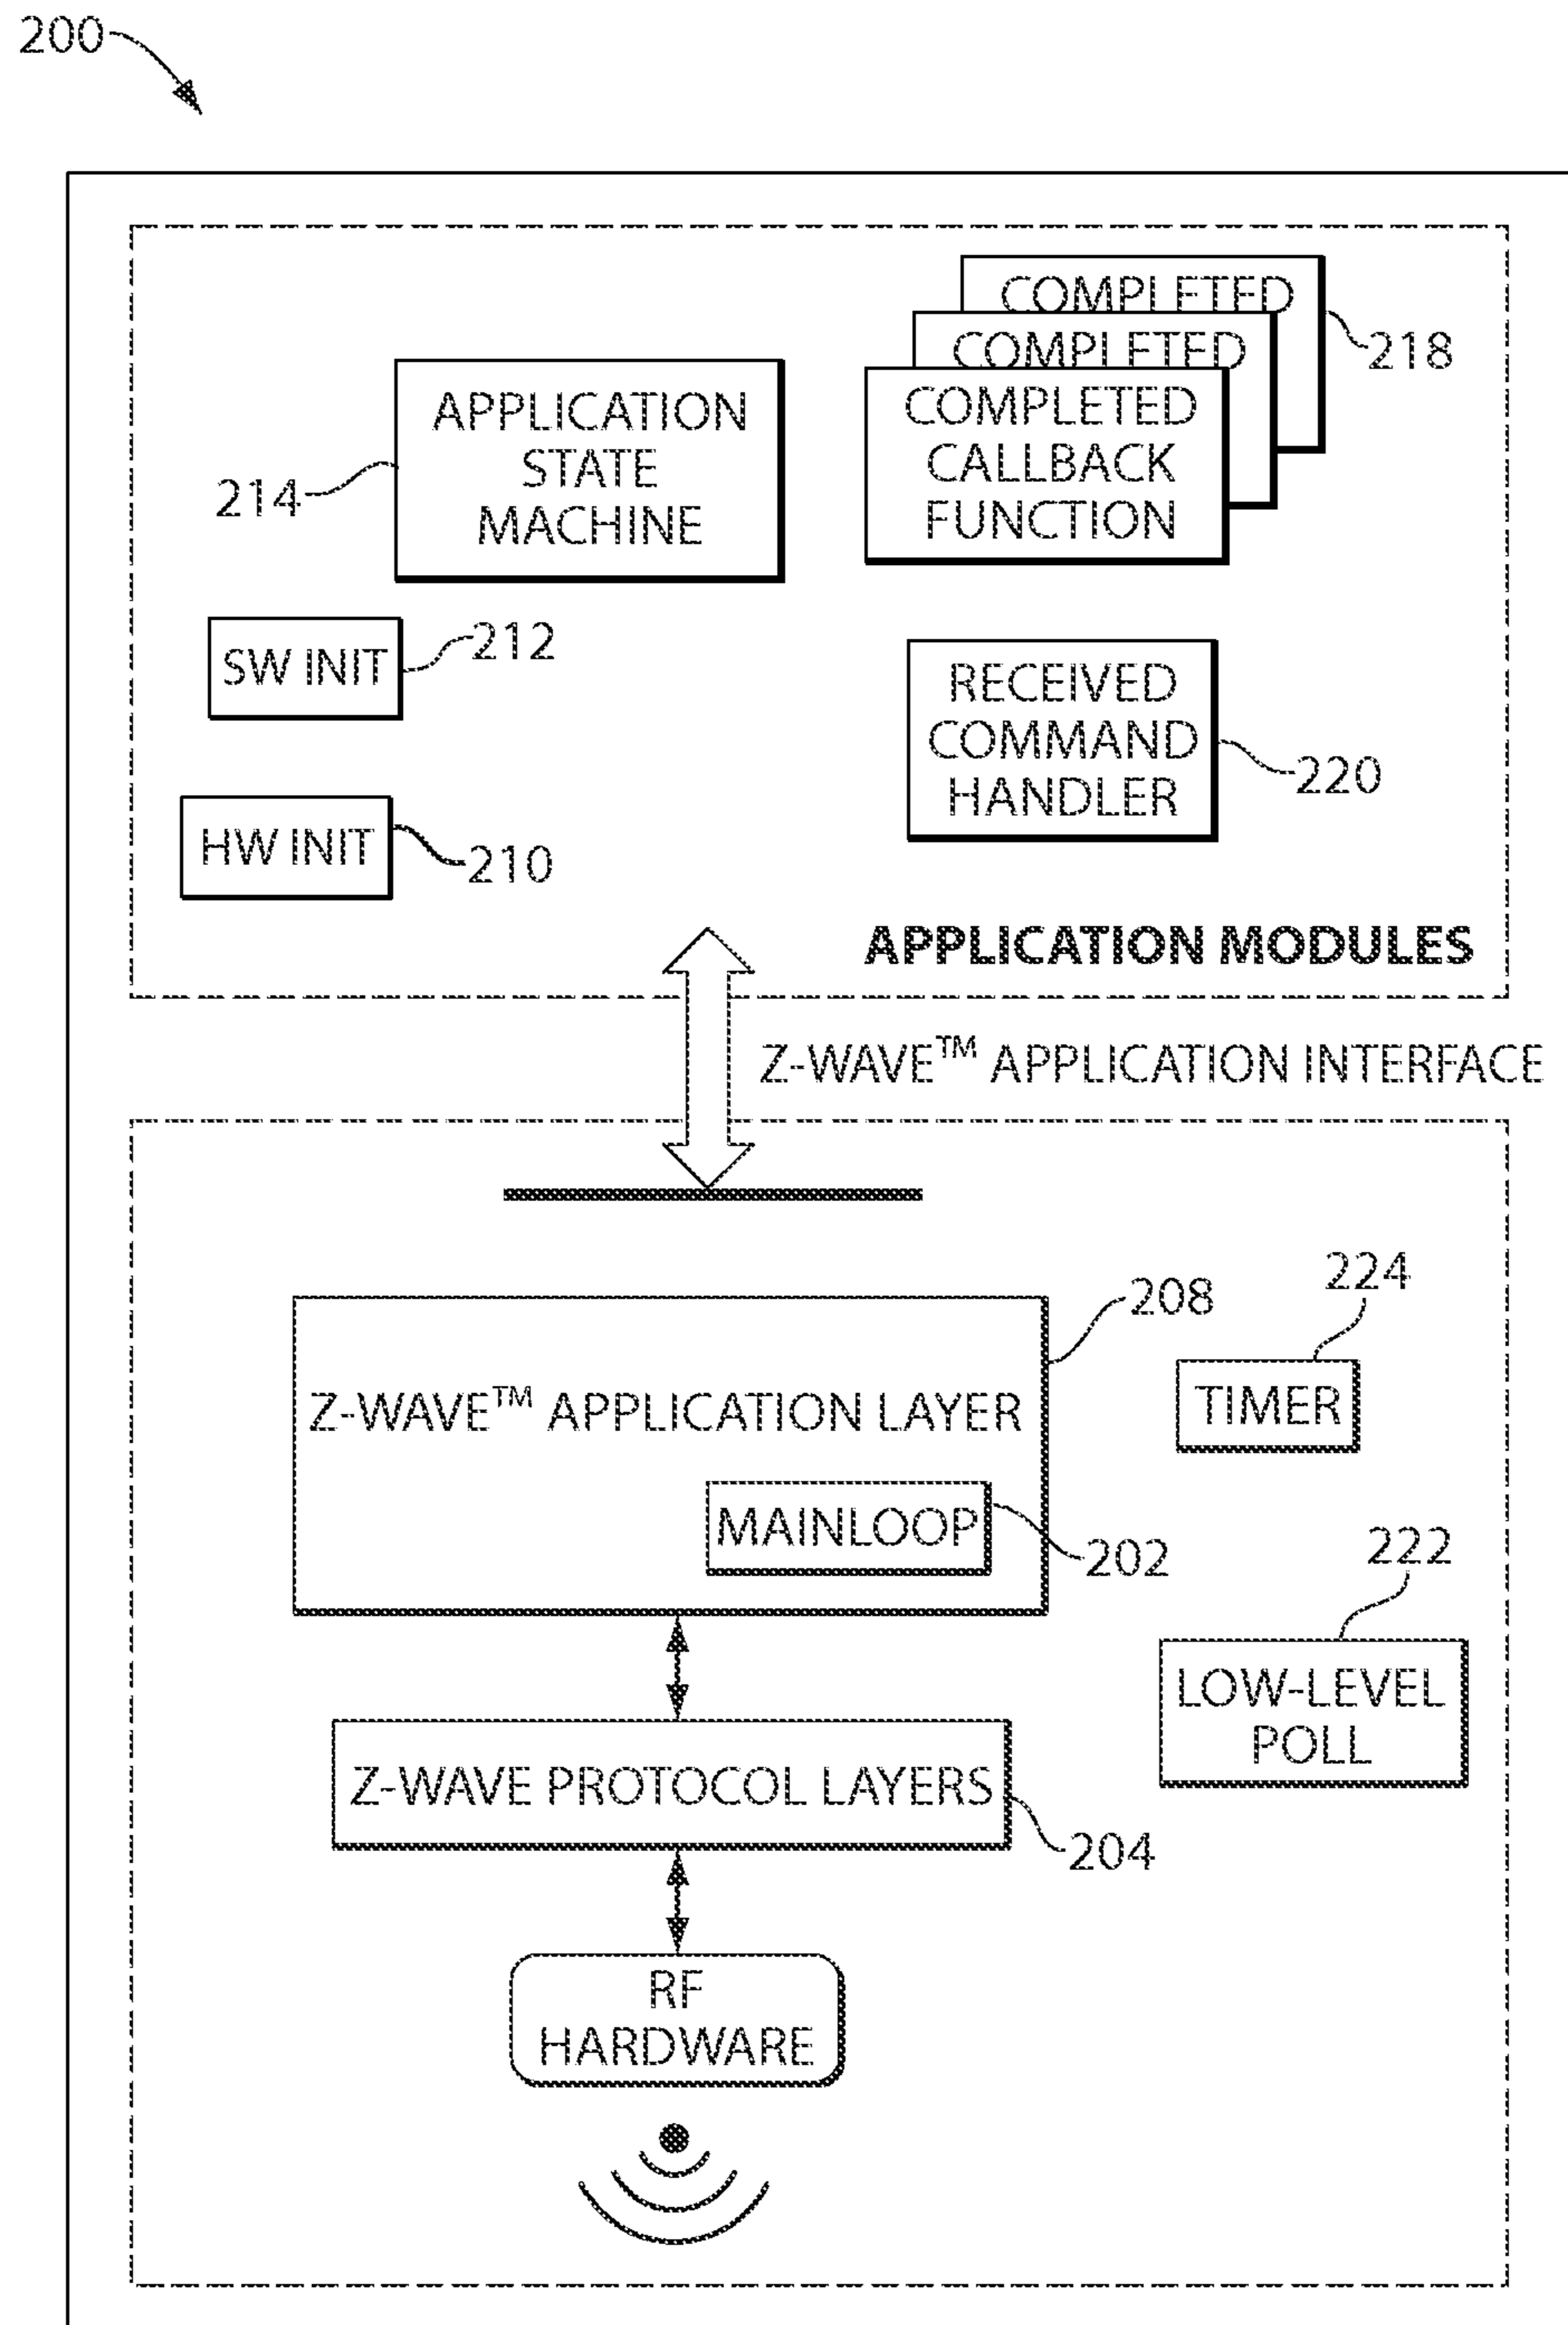 200
COMPLETED
218
COMPLETED
COMPLETED
CALLBACK
FUNCTION
APPLICATION
STATE
MACHINE
214
SW INIT
212
RECEIVED
COMMAND
HANDLER
220
HW INIT
210
APPLICATION MODULES
Z-WAVE™ APPLICATION INTERFACE
224
208
TIMER
Z-WAVE™ APPLICATION LAYER
MAINLOOP
202
222
LOW-LEVEL
POLL
Z-WAVE PROTOCOL LAYERS
204
RF
HARDWARE